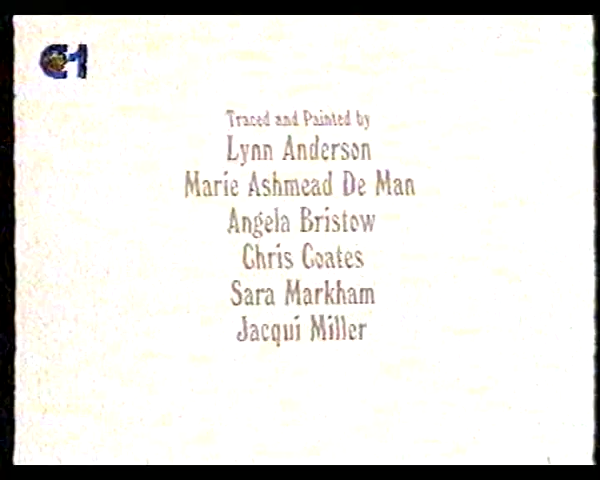 C1
Traced and Painted by
Lynn Anderson
Marie Ashmead De Man
Angela Bristow
Chris Coates
Sara Markham
Jacqui Miller